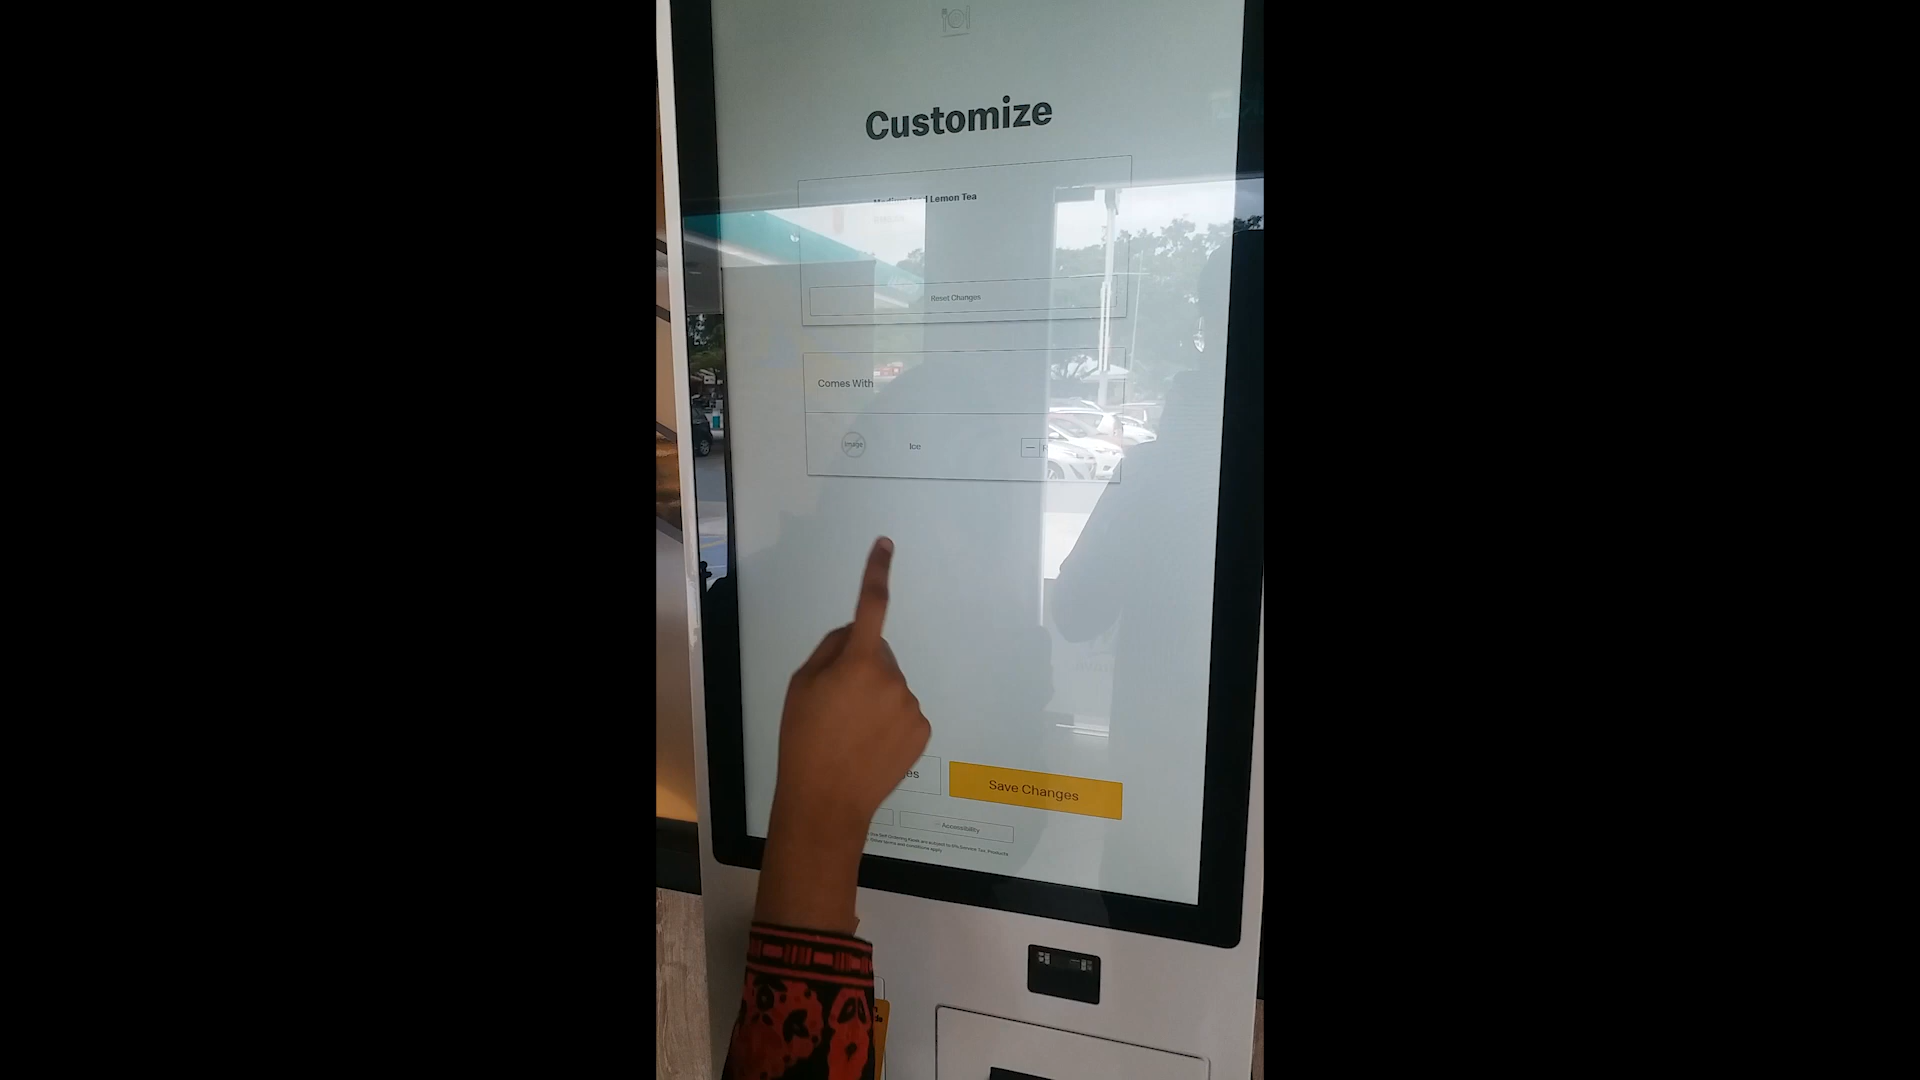 Customize
Medium Iced Lemon Tea
Reset Changes
Comes With
Image
Ice
Save Changes
Accessibility